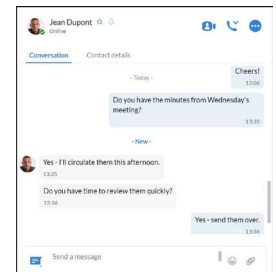 Jean Dupont
Online
Conversation
Contact details
- Today -
Cheers!
12:06
Do you have the minutes from Wednesday's
meeting?
13:35
- New -
Yes - I'll circulate them this afternoon.
13:35
Do you have time to review them quickly?
13:36
Yes - send them over.
13:36
Send a message